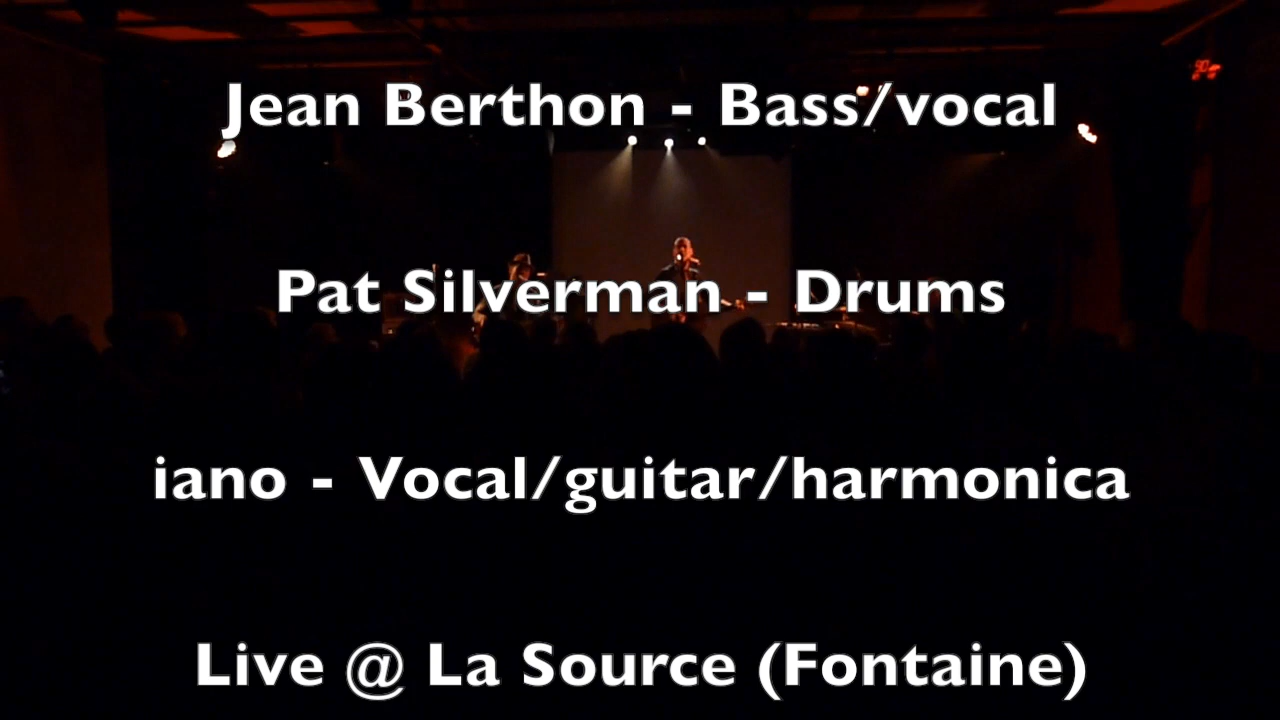 Jean Berthon - Bass/vocal
Pat Silverman - Drums
iano - Vocal/guitar/harmonica
Live @ La Source (Fontaine)